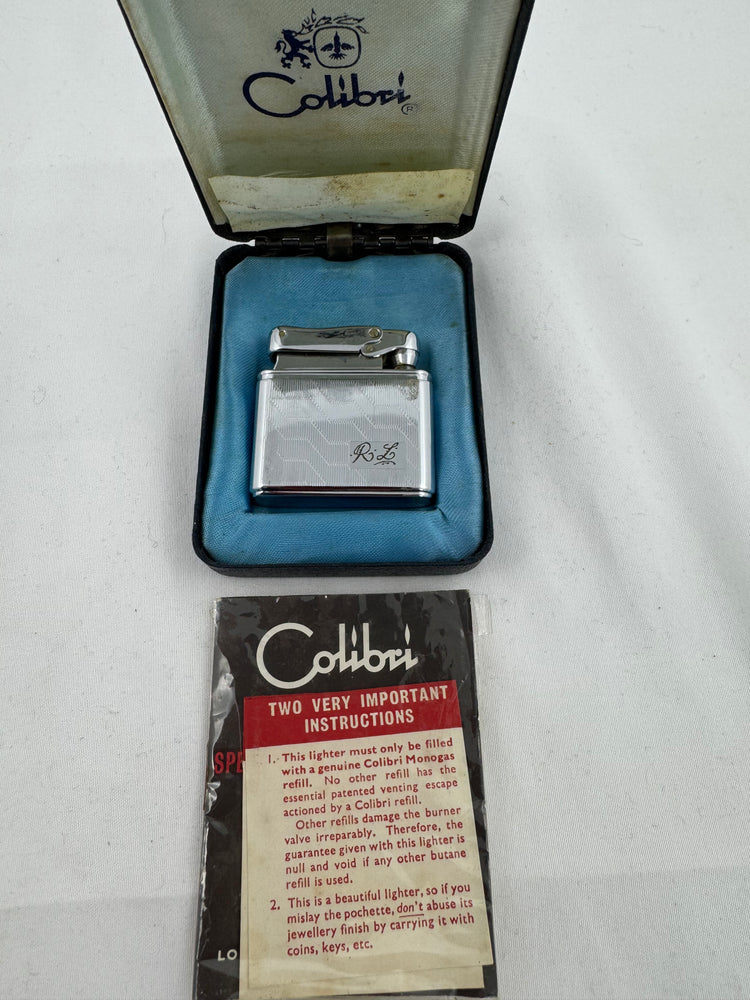 Colibri
®
R. L.
Colibri
TWO VERY IMPORTANT
INSTRUCTIONS
SPE
1. This lighter must only be filled
with a genuine Colibri Monogas
refill. No other refill has the
essential patented venting escape
actioned by a Colibri refill.
Other refills damage the burner
valve irreparably. Therefore, the
guarantee given with this lighter is
null and void if any other butane
refill is used.
2. This is a beautiful lighter, so if you
mislay the pochette, don't abuse its
jewellery finish by carrying it with
coins, keys, etc.
LO